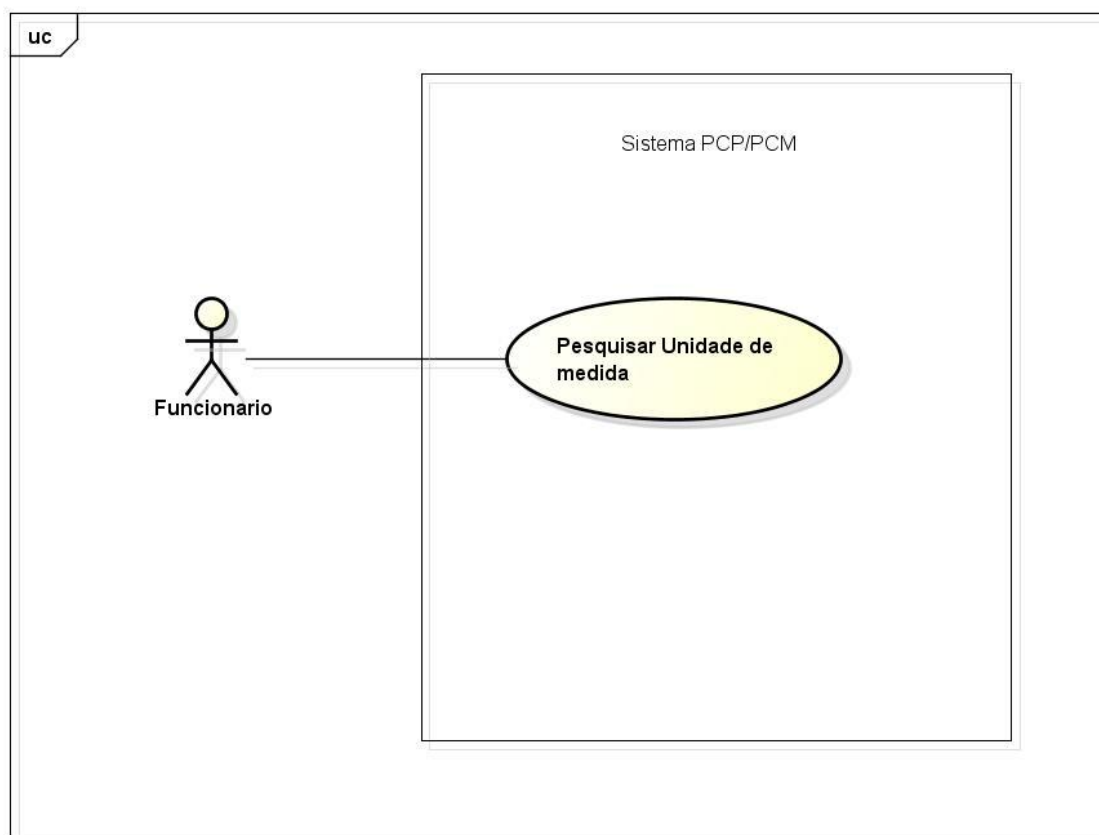 uc
Sistema PCP/PCM
Pesquisar Unidade de
medida
Funcionario